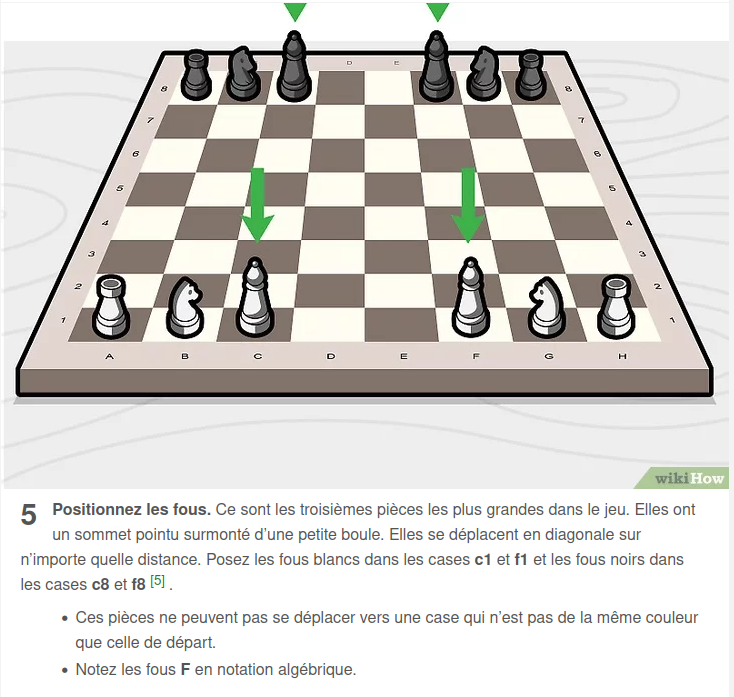 D E
8 8
7 7
6 6
5 5
4 4
3 3
2 2
1 1
A B C D E F G H
wikiHow
5 Positionnez les fous. Ce sont les troisièmes pièces les plus grandes dans le jeu. Elles ont
un sommet pointu surmonté d’une petite boule. Elles se déplacent en diagonale sur
n’importe quelle distance. Posez les fous blancs dans les cases c1 et f1 et les fous noirs dans
les cases c8 et f8 [5] .
• Ces pièces ne peuvent pas se déplacer vers une case qui n’est pas de la même couleur
que celle de départ.
• Notez les fous F en notation algébrique.